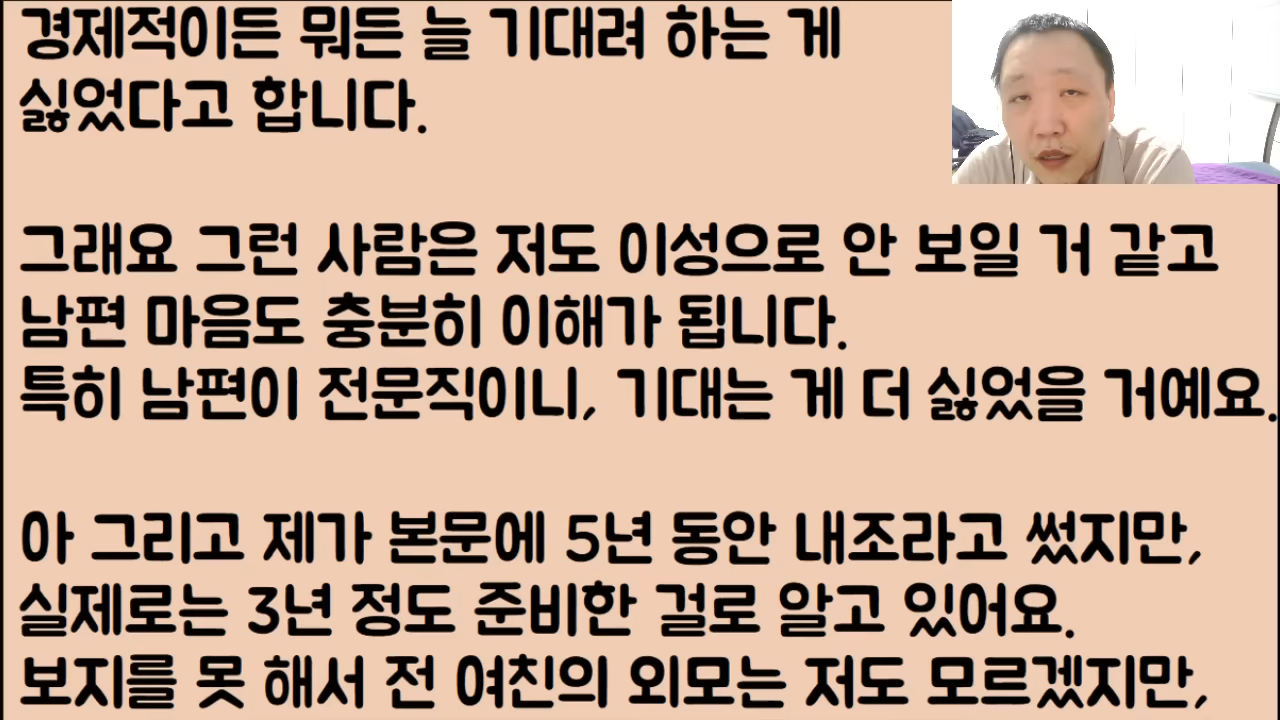 경제적이든 뭐든 늘 기대려 하는 게
싫었다고 합니다.
그래요 그런 사람은 저도 이성으로 안 보일 거 같고
남편 마음도 충분히 이해가 됩니다.
특히 남편이 전문직이니, 기대는 게 더 싫었을 거예요.
아 그리고 제가 본문에 5년 동안 내조라고 썼지만,
실제로는 3년 정도 준비한 걸로 알고 있어요.
보지를 못 해서 전 여친의 외모는 저도 모르겠지만,